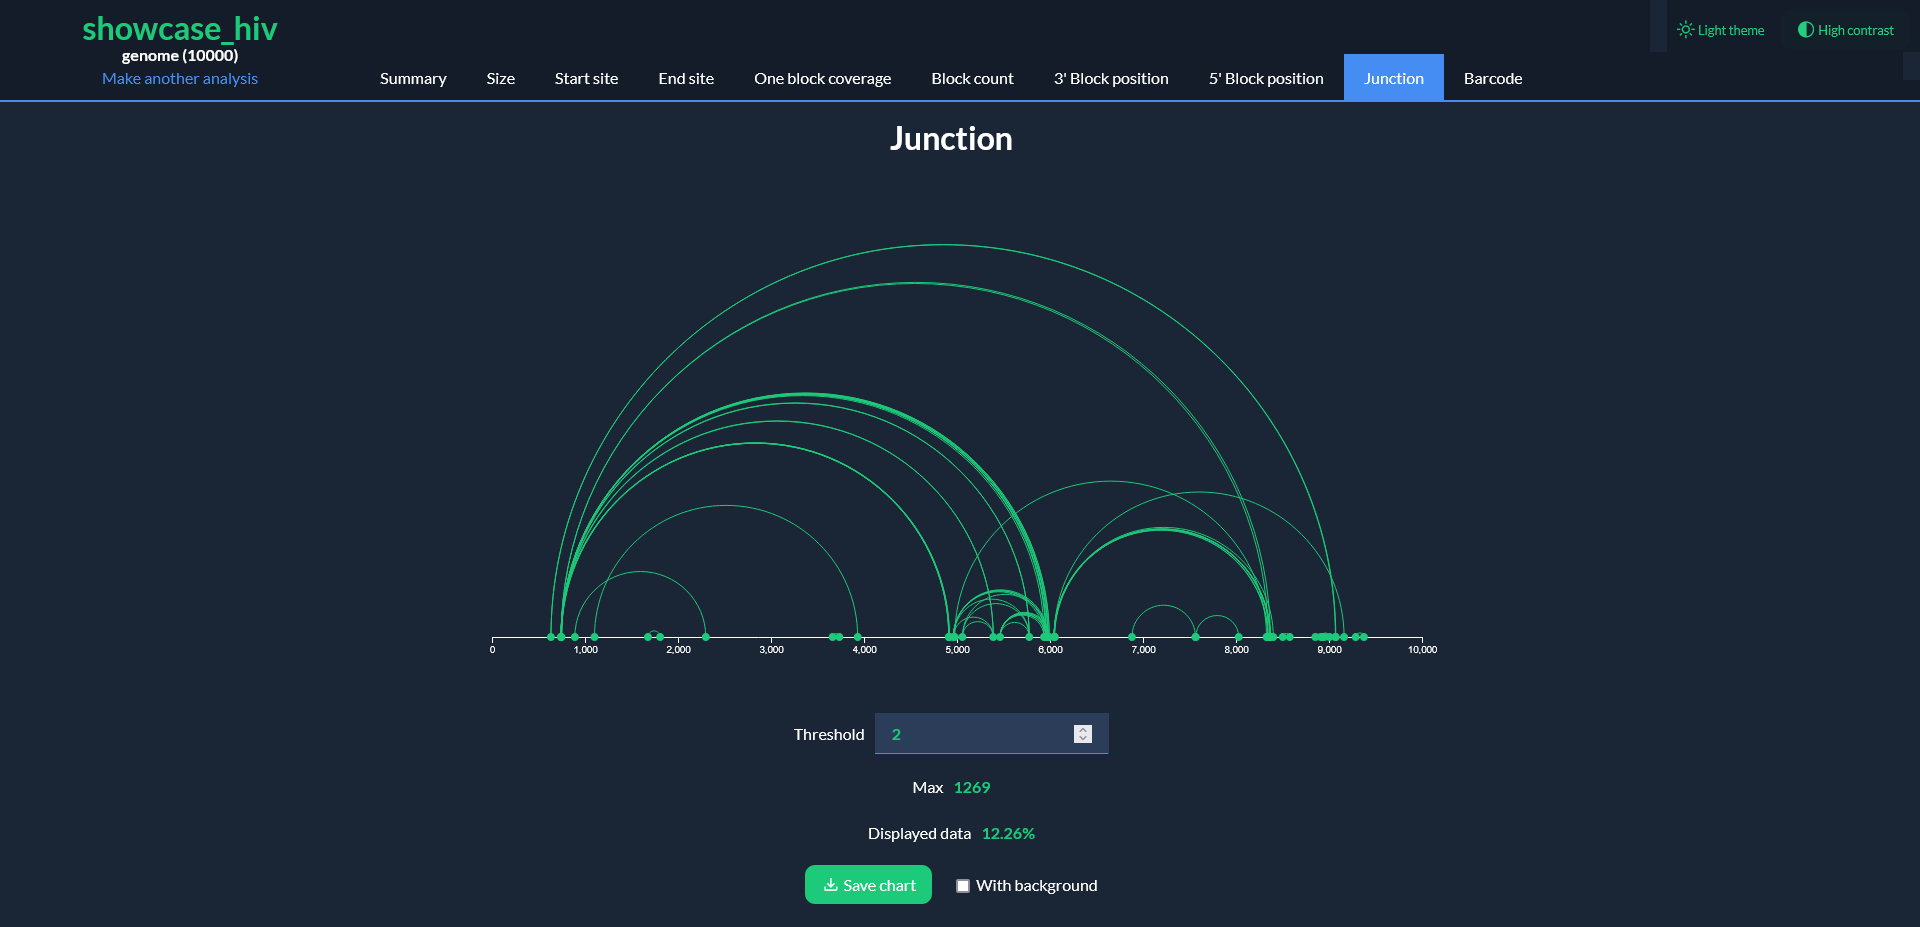 showcase_hiv
genome (10000)
Make another analysis
Light theme
High contrast
Summary
Size
Start site
End site
One block coverage
Block count
3' Block position
5' Block position
Junction
Barcode
Junction
0 1,000 2,000 3,000 4,000 5,000 6,000 7,000 8,000 9,000 10,000
Threshold 2
Max 1269
Displayed data 12.26%
Save chart With background